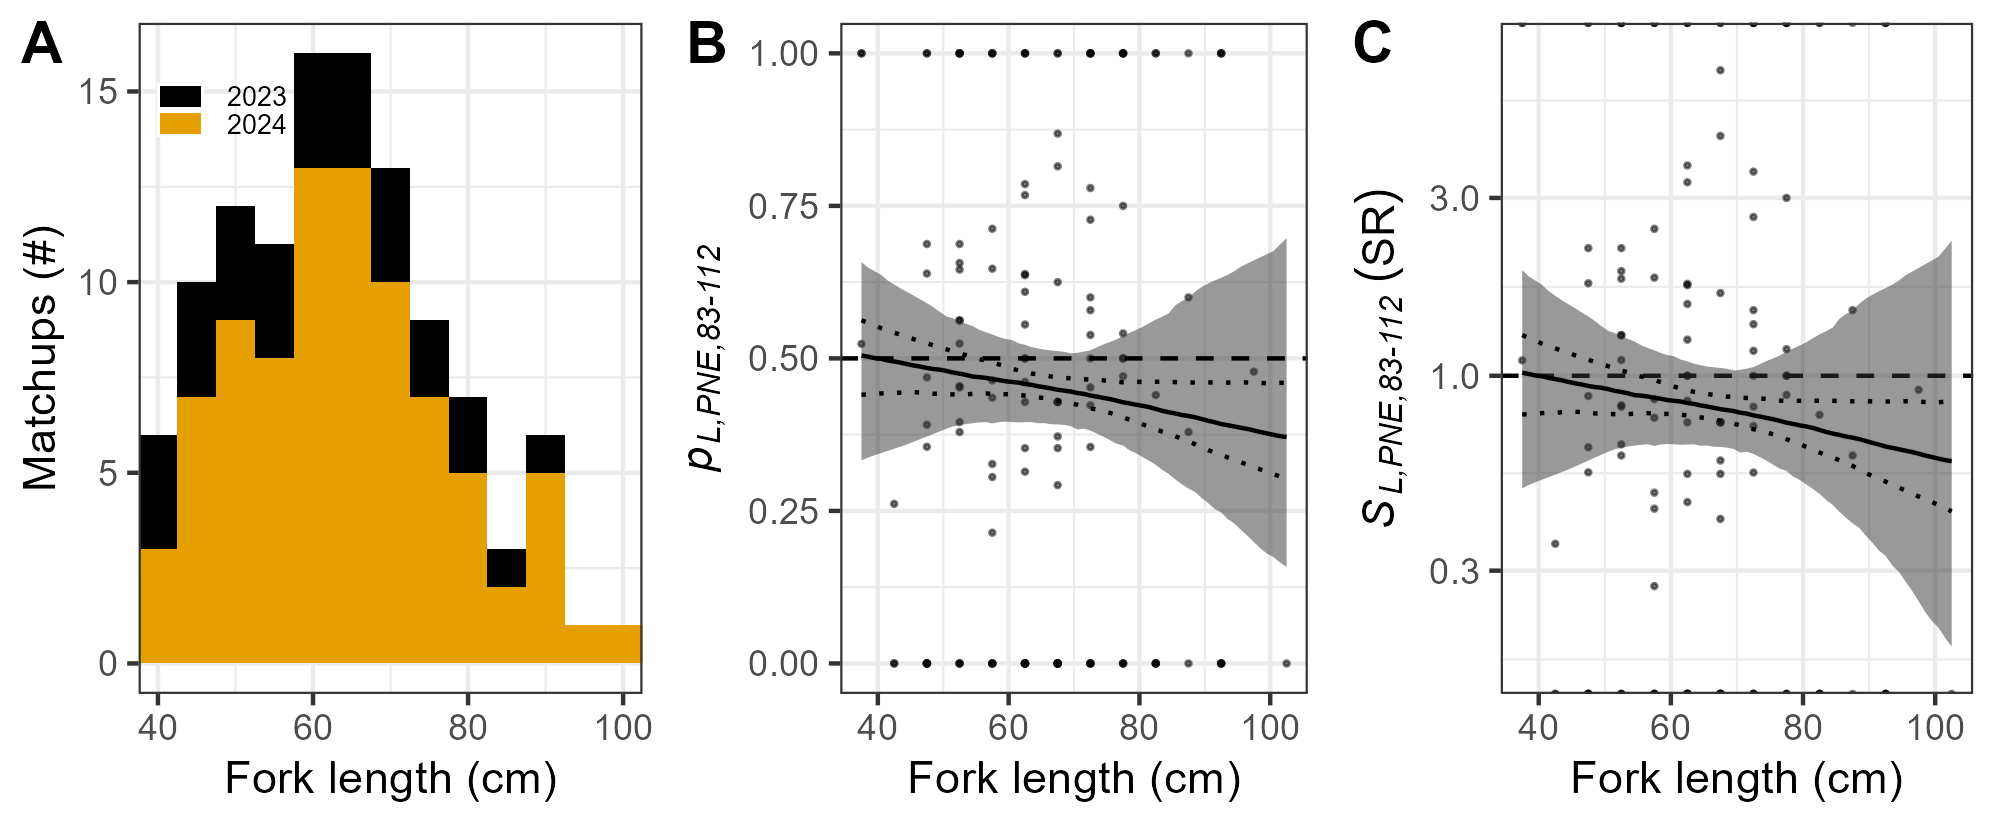 A
Matchups (#)
15
10
5
0
2023
2024
40 60 80 100
Fork length (cm)
B
p L,PNE,83-112
1.00
0.75
0.50
0.25
0.00
40 60 80 100
Fork length (cm)
C
S L,PNE,83-112 (SR)
3.0
1.0
0.3
40 60 80 100
Fork length (cm)